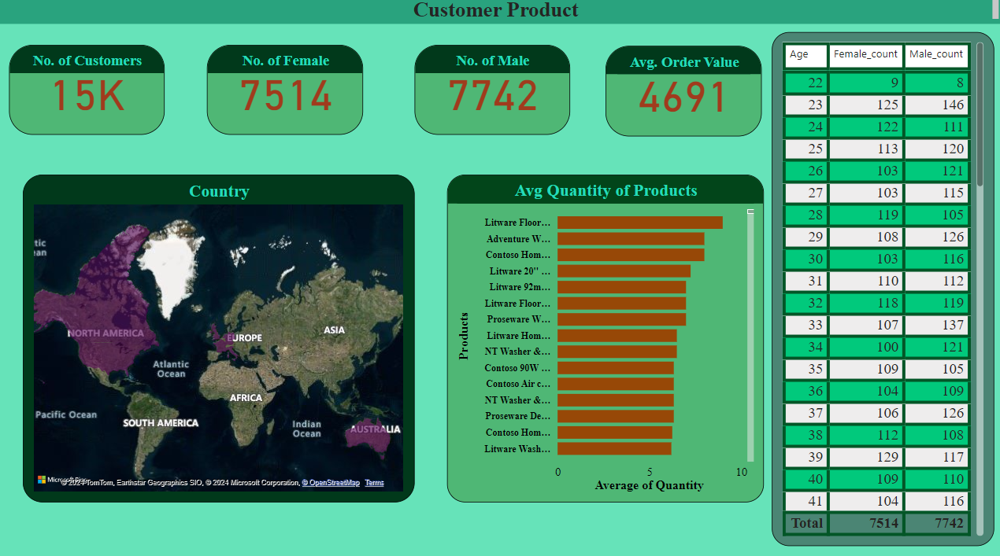 Customer Product
No. of Customers
15K
No. of Female
7514
No. of Male
7742
Avg. Order Value
4691
Country
tic
an
NORTH AMERICA
EUROPE
ASIA
Atlantic
Ocean
AFRICA
Pacific Ocean
SOUTH AMERICA
Indian
Ocean
AUSTRALIA
© 2024 TomTom, Earthstar Geographics SIO, © 2024 Microsoft Corporation, © OpenStreetMap Terms
Avg Quantity of Products
Products
Litware Floor...
Adventure W...
Contoso Hom...
Litware 20" ...
Litware 92m...
Litware Floor...
Proseware W...
Litware Hom...
NT Washer &...
Contoso 90W ...
Contoso Air c...
NT Washer &...
Proseware De...
Contoso Hom...
Litware Wash...
0 5 10
Average of Quantity
Age Female_count Male_count
22 9 8
23 125 146
24 122 111
25 113 120
26 103 121
27 103 115
28 119 105
29 108 126
30 103 116
31 110 112
32 118 119
33 107 137
34 100 121
35 109 105
36 104 109
37 106 126
38 112 108
39 129 117
40 109 110
41 104 116
Total 7514 7742